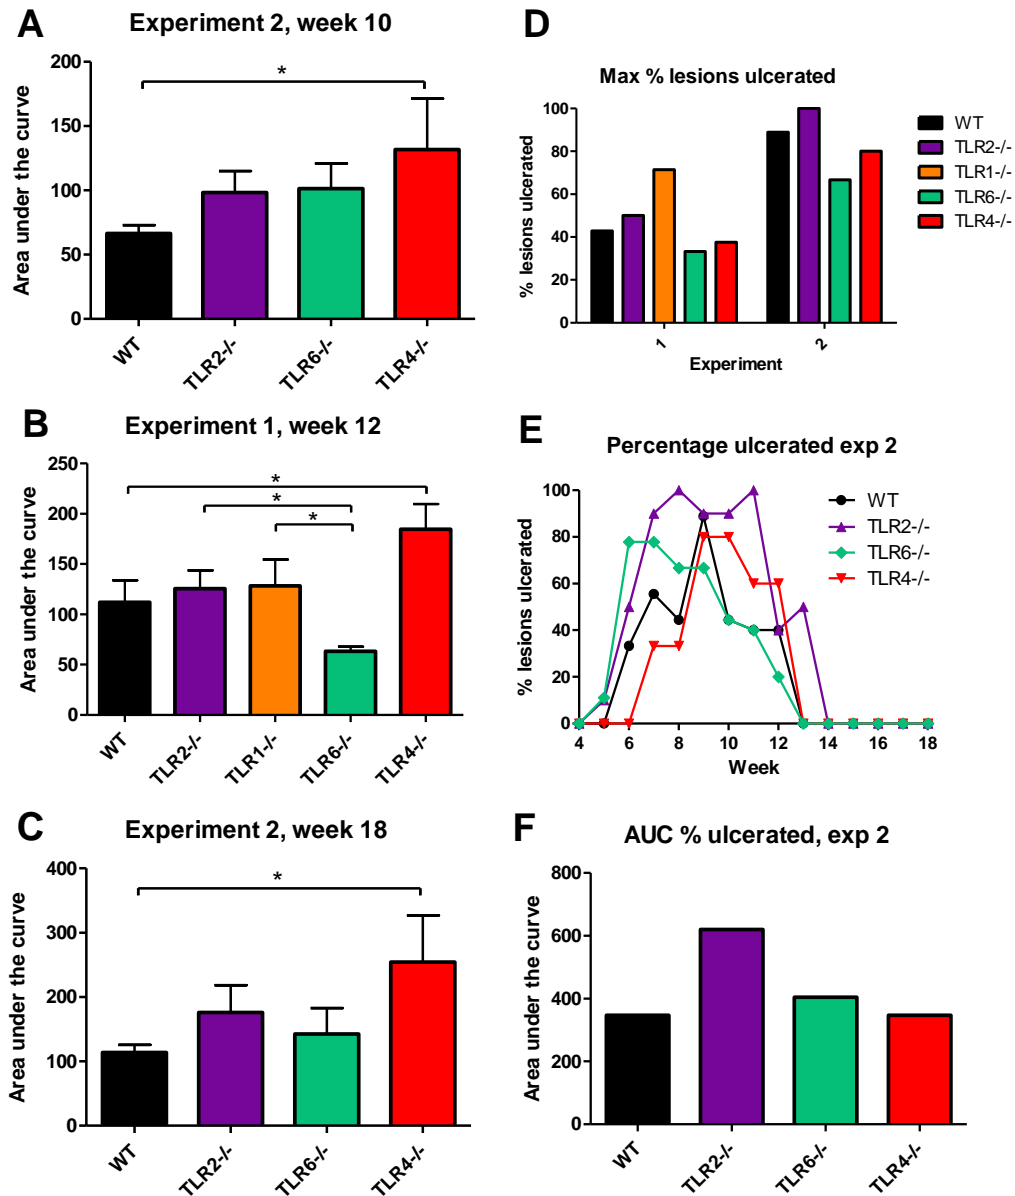 A
Experiment 2, week 10
Area under the curve
200
150
100
50
0
*
WT
TLR2-/-
TLR6-/-
TLR4-/-
B
Experiment 1, week 12
Area under the curve
250
200
150
100
50
0
*
*
*
WT
TLR2-/-
TLR1-/-
TLR6-/-
TLR4-/-
C
Experiment 2, week 18
Area under the curve
400
300
200
100
0
*
WT
TLR2-/-
TLR6-/-
TLR4-/-
D
Max % lesions ulcerated
% lesions ulcerated
100
80
60
40
20
0
1
2
Experiment
WT
TLR2-/-
TLR1-/-
TLR6-/-
TLR4-/-
E
Percentage ulcerated exp 2
% lesions ulcerated
100
80
60
40
20
0
4 6 8 10 12 14 16 18
Week
WT
TLR2-/-
TLR6-/-
TLR4-/-
F
AUC % ulcerated, exp 2
Area under the curve
800
600
400
200
0
WT
TLR2-/-
TLR6-/-
TLR4-/-